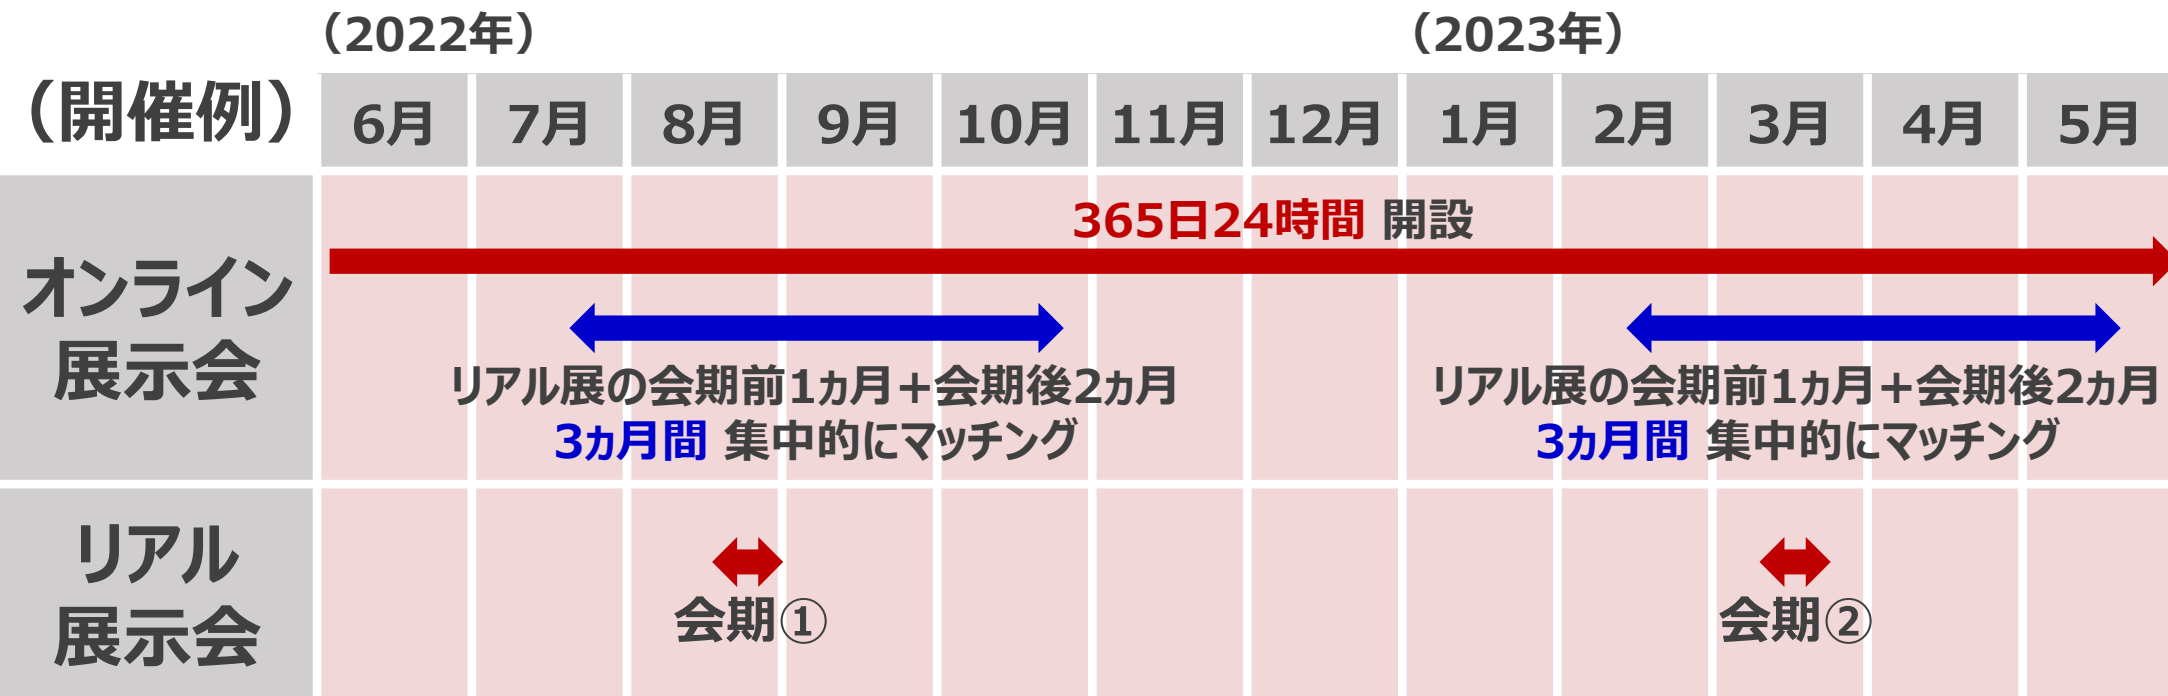 （2022年） （2023年）
（開催例） 6月 7月 8月 9月 10月 11月 12月 1月 2月 3月 4月 5月
オンライン
展示会
365日24時間 開設
リアル展の会期前1ヵ月＋会期後2ヵ月
3ヵ月間 集中的にマッチング
リアル展の会期前1ヵ月＋会期後2ヵ月
3ヵ月間 集中的にマッチング
リアル
展示会
会期①
会期②